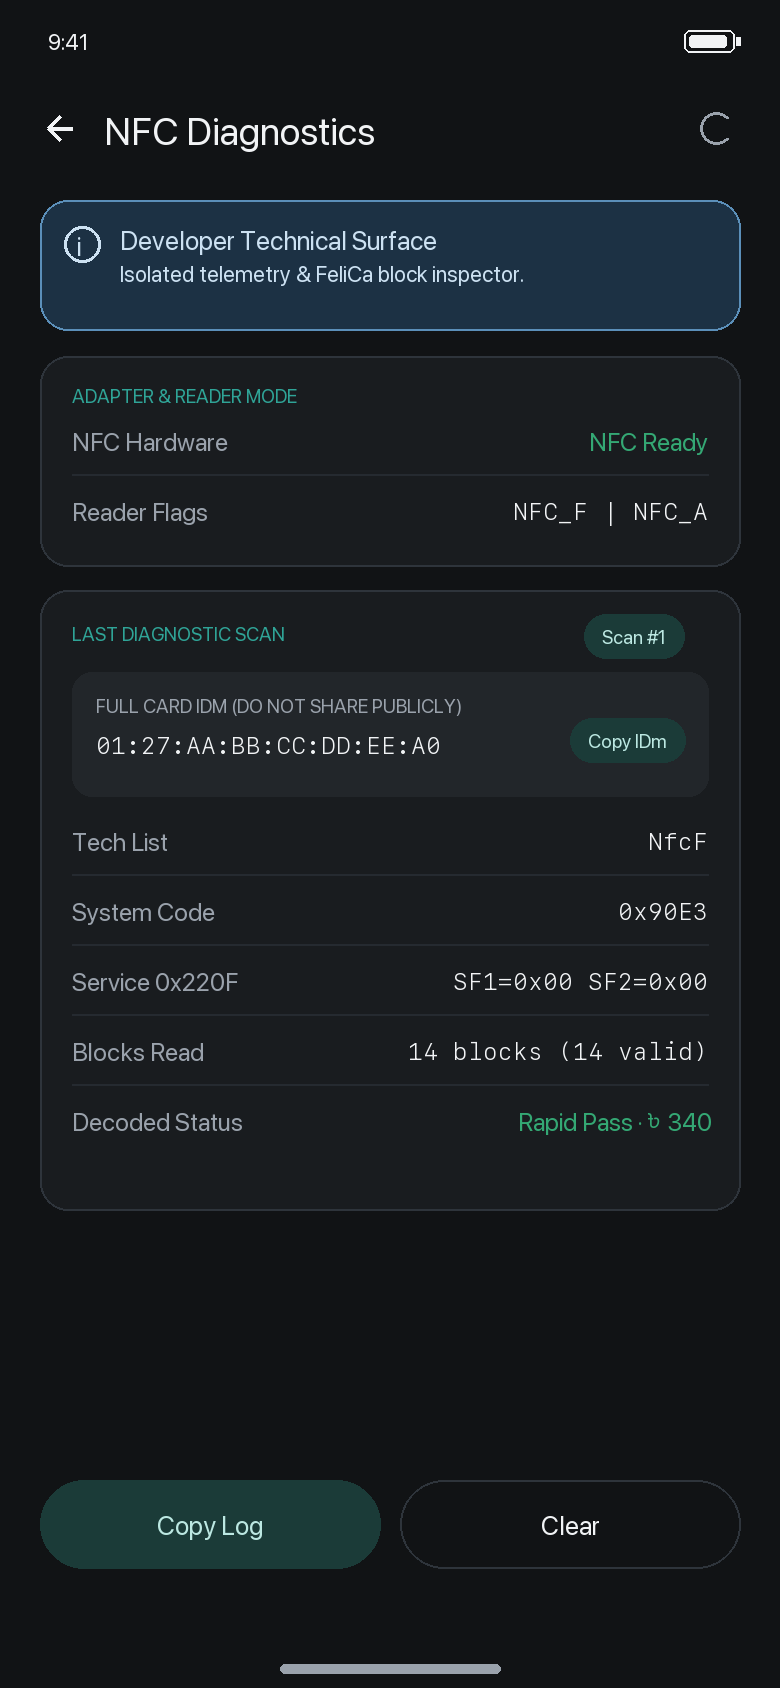 9:41
NFC Diagnostics
Developer Technical Surface
Isolated telemetry & FeliCa block inspector.
ADAPTER & READER MODE
NFC Hardware NFC Ready
Reader Flags NFC_F | NFC_A
LAST DIAGNOSTIC SCAN Scan #1
FULL CARD IDM (DO NOT SHARE PUBLICLY)
01:27:AA:BB:CC:DD:EE:A0 Copy IDm
Tech List NfcF
System Code 0x90E3
Service 0x220F SF1=0x00 SF2=0x00
Blocks Read 14 blocks (14 valid)
Decoded Status Rapid Pass · ৳ 340
Copy Log Clear